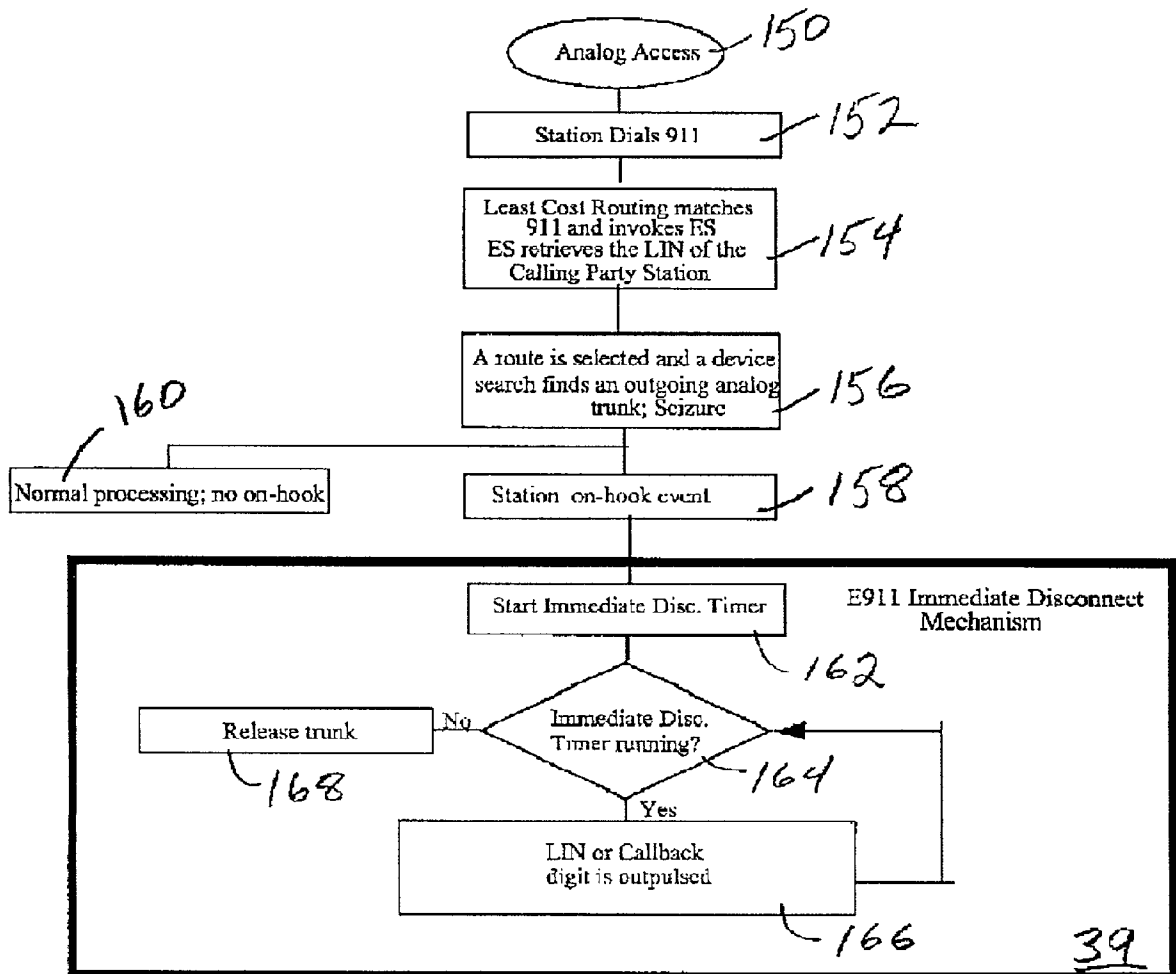 Analog Access
150
Station Dials 911
152
Least Cost Routing matches
911 and invokes ES
ES retrieves the LIN of the
Calling Party Station
154
A route is selected and a device
search finds an outgoing analog
trunk; Seizure
156
160
Normal processing; no on-hook
Station on-hook event
158
Start Immediate Disc. Timer
162
E911 Immediate Disconnect
Mechanism
Immediate Disc.
Timer running?
164
No
Release trunk
168
Yes
LIN or Callback
digit is outpulsed
166
39